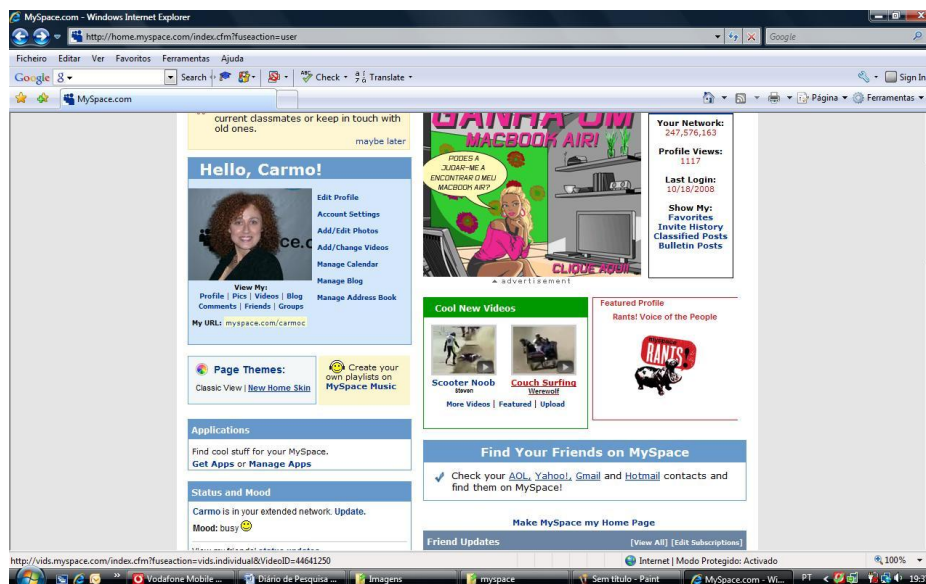 MySpace.com - Windows Internet Explorer
http://home.myspace.com/index.cfm?fuseaction=user
Google
Ficheiro Editar Ver Favoritos Ferramentas Ajuda
Google Search Check Translate Sign In
MySpace.com Página Ferramentas
current classmates or keep in touch with
old ones.
maybe later
Hello, Carmo!
Edit Profile
Account Settings
Add/Edit Photos
Add/Change Videos
Manage Calendar
Manage Blog
Manage Address Book
View My:
Profile | Pics | Videos | Blog
Comments | Friends | Groups
My URL: myspace.com/carmoc
Page Themes:
Classic View | New Home Skin
Create your
own playlists on
MySpace Music
Applications
Find cool stuff for your MySpace.
Get Apps or Manage Apps
Status and Mood
Carmo is in your extended network. Update.
Mood: busy
View my friends' status updates
GANHA UM
MACBOOK AIR!
PODES A
JUDAR-ME A
ENCONTRAR O MEU
MACBOOK AIR?
CLIQUE AQUI!
advertisement
Your Network:
247,576,163
Profile Views:
1117
Last Login:
10/18/2008
Show My:
Favorites
Invite History
Classified Posts
Bulletin Posts
Cool New Videos
Scooter Noob
Steven
Couch Surfing
Werewolf
More Videos | Featured | Upload
Featured Profile
Rants! Voice of the People
RANTS!
Find Your Friends on MySpace
Check your AOL, Yahoo!, Gmail and Hotmail contacts and
find them on MySpace!
Make MySpace my Home Page
Friend Updates [View All] [Edit Subscriptions]
http://vids.myspace.com/index.cfm?fuseaction=vids.individual&VideoID=44641250
Internet | Modo Protegido: Activado 100%
Vodafone Mobile ... Diário de Pesquisa ... Imagens myspace Sem título - Paint MySpace.com - Wi... PT